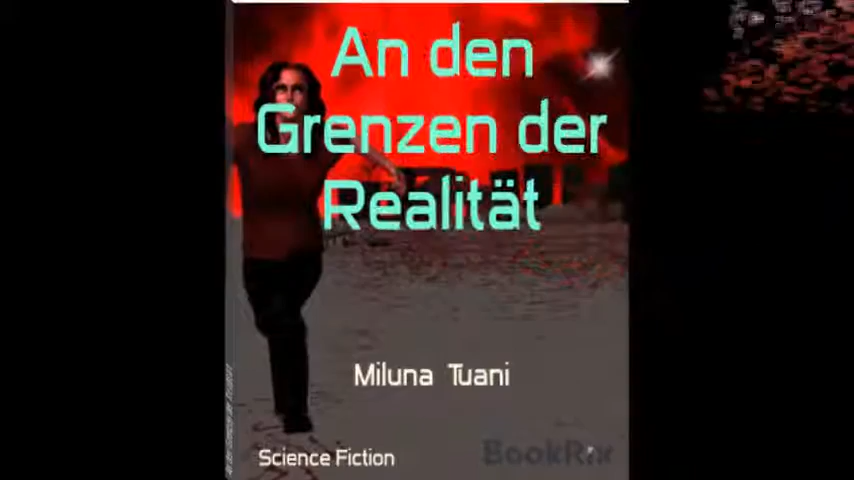 An den
Grenzen der
Realität
Miluna Tuani
Science Fiction